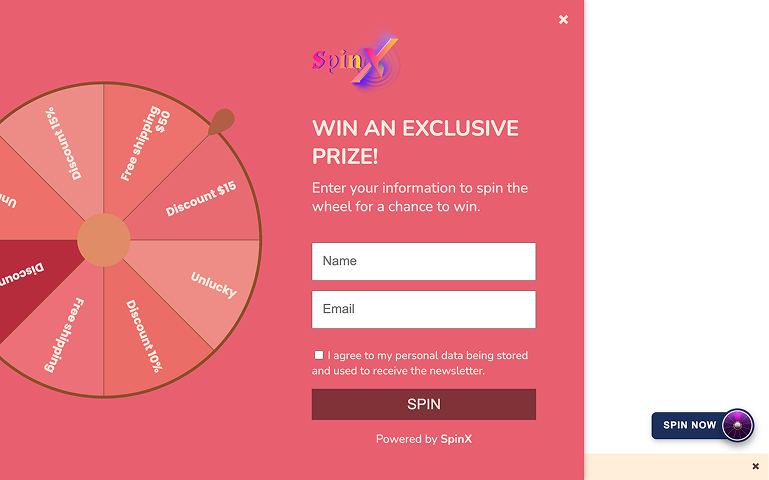 SpinX
WIN AN EXCLUSIVE
PRIZE!
Enter your information to spin the
wheel for a chance to win.
Name
Email
I agree to my personal data being stored
and used to receive the newsletter.
SPIN
Powered by SpinX
Discount 15%
Free shipping
$50
Discount $15
Unlucky
Discount 10%
Free shipping
SPIN NOW